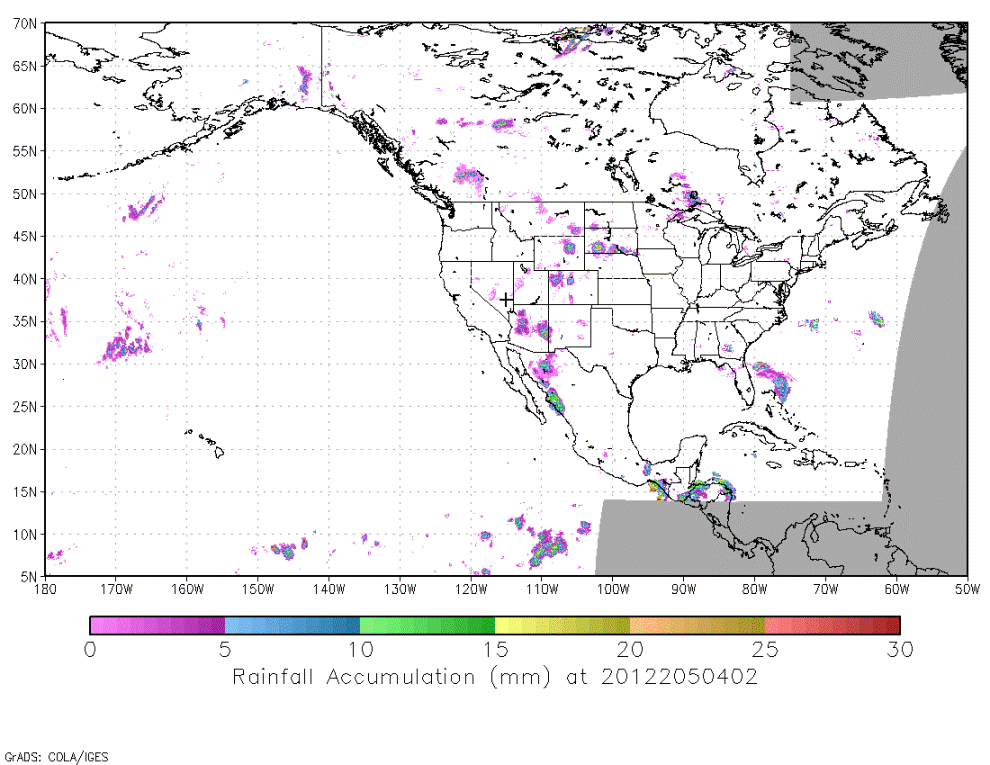 70N
65N
60N
55N
50N
45N
40N
35N
30N
25N
20N
15N
10N
5N
180 170W 160W 150W 140W 130W 120W 110W 100W 90W 80W 70W 60W 50W
0 5 10 15 20 25 30
Rainfall Accumulation (mm) at 20122050402
GrADS: COLA/IGES